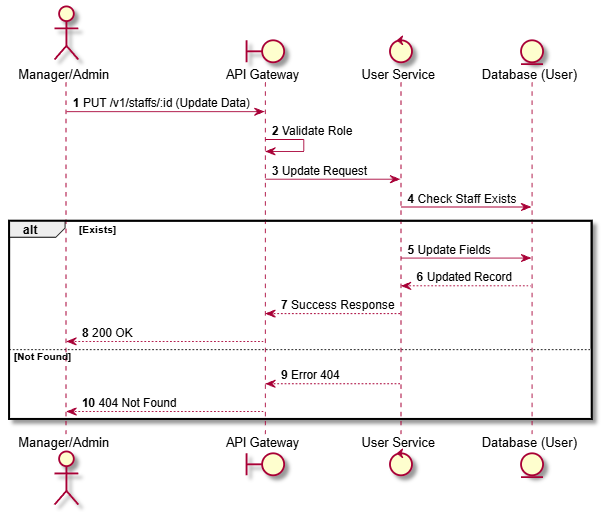 Manager/Admin
API Gateway
User Service
Database (User)
1 PUT /v1/staffs/:id (Update Data)
2 Validate Role
3 Update Request
4 Check Staff Exists
alt
[Exists]
5 Update Fields
6 Updated Record
7 Success Response
8 200 OK
[Not Found]
9 Error 404
10 404 Not Found
Manager/Admin
API Gateway
User Service
Database (User)